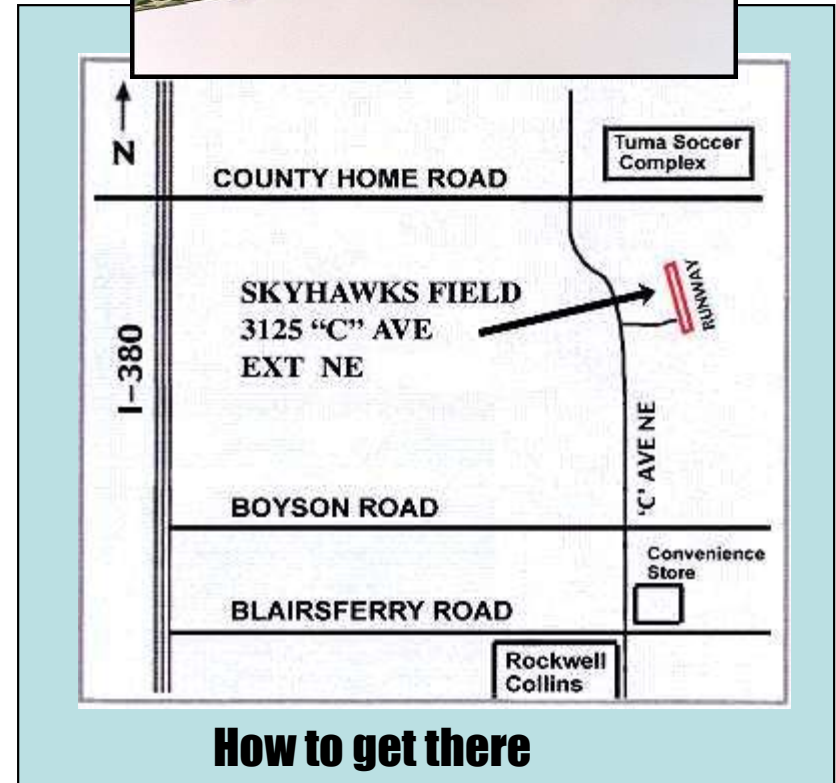 N
Tuma Soccer
Complex
COUNTY HOME ROAD
SKYHAWKS FIELD
3125 “C” AVE
EXT NE
RUNWAY
I-380
'C' AVE NE
BOYSON ROAD
Convenience
Store
BLAIRSFERRY ROAD
Rockwell
Collins
How to get there